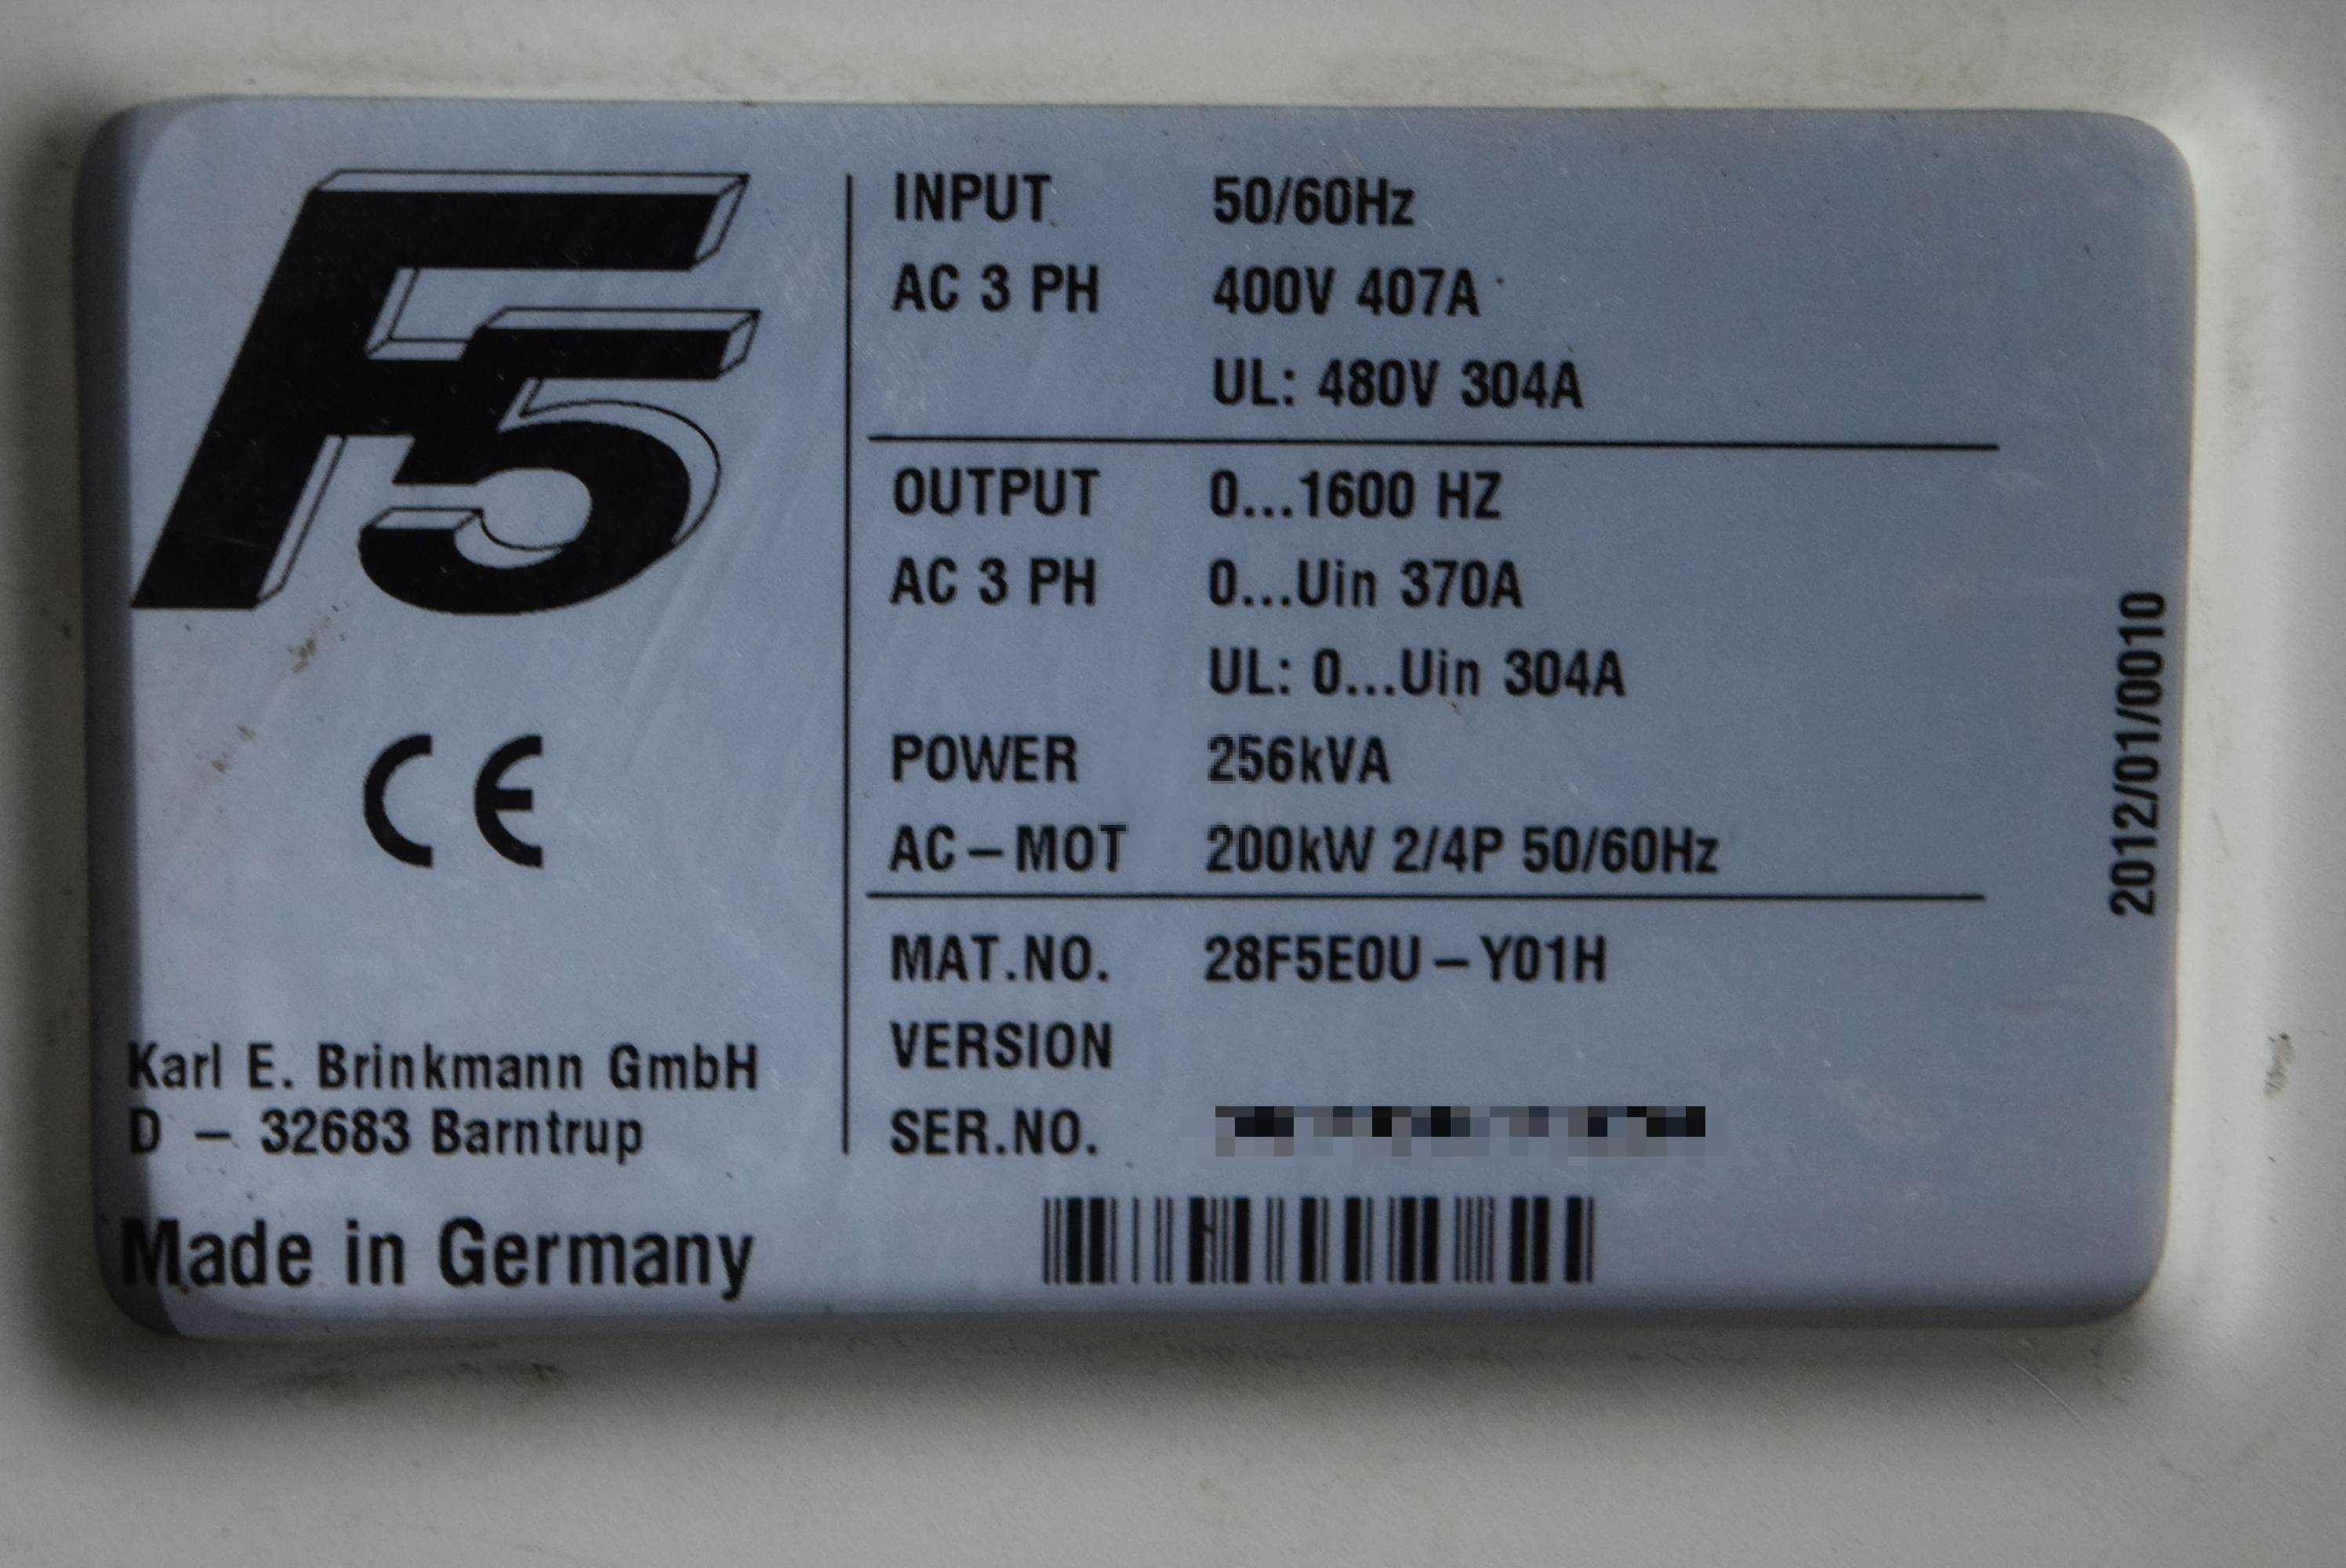 F5
CE
Karl E. Brinkmann GmbH
D – 32683 Barntrup
Made in Germany
INPUT 50/60Hz
AC 3 PH 400V 407A
UL: 480V 304A
OUTPUT 0...1600 HZ
AC 3 PH 0...Uin 370A
UL: 0...Uin 304A
POWER 256kVA
AC–MOT 200kW 2/4P 50/60Hz
MAT.NO. 28F5E0U–Y01H
VERSION
SER.NO.
2012/01/0010